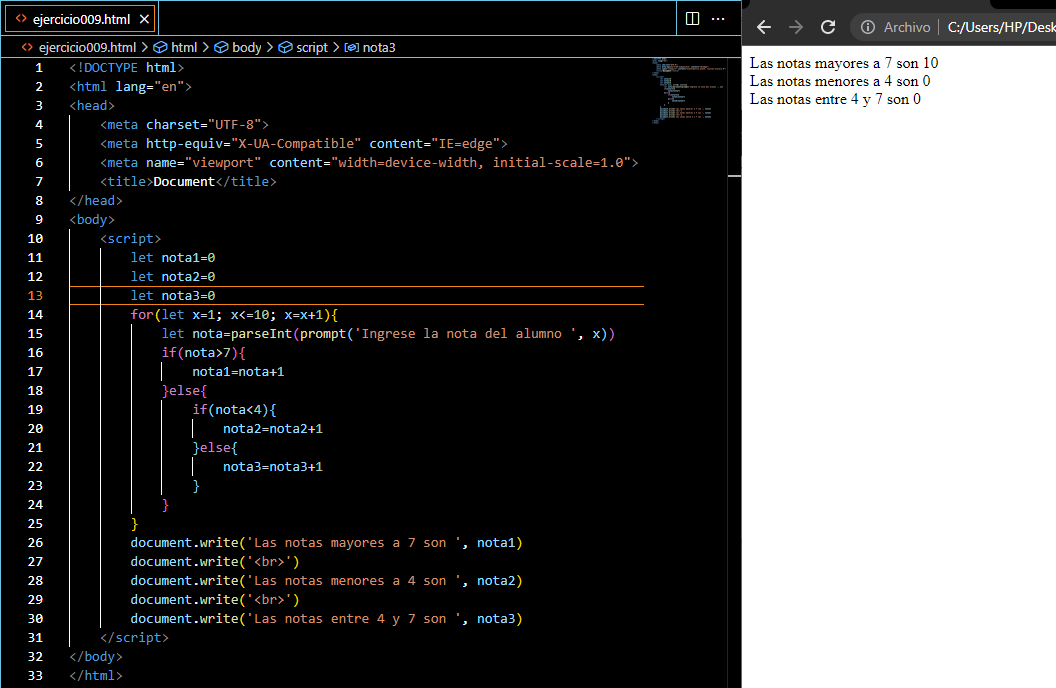 ejercicio009.html
ejercicio009.html > html > body > script > nota3
1 <!DOCTYPE html>
2 <html lang="en">
3 <head>
4 <meta charset="UTF-8">
5 <meta http-equiv="X-UA-Compatible" content="IE=edge">
6 <meta name="viewport" content="width=device-width, initial-scale=1.0">
7 <title>Document</title>
8 </head>
9 <body>
10 <script>
11 let nota1=0
12 let nota2=0
13 let nota3=0
14 for(let x=1; x<=10; x=x+1){
15 let nota=parseInt(prompt('Ingrese la nota del alumno ', x))
16 if(nota>7){
17 nota1=nota+1
18 }else{
19 if(nota<4){
20 nota2=nota2+1
21 }else{
22 nota3=nota3+1
23 }
24 }
25 }
26 document.write('Las notas mayores a 7 son ', nota1)
27 document.write('<br>')
28 document.write('Las notas menores a 4 son ', nota2)
29 document.write('<br>')
30 document.write('Las notas entre 4 y 7 son ', nota3)
31 </script>
32 </body>
33 </html>
Archivo C:/Users/HP/Desk
Las notas mayores a 7 son 10
Las notas menores a 4 son 0
Las notas entre 4 y 7 son 0